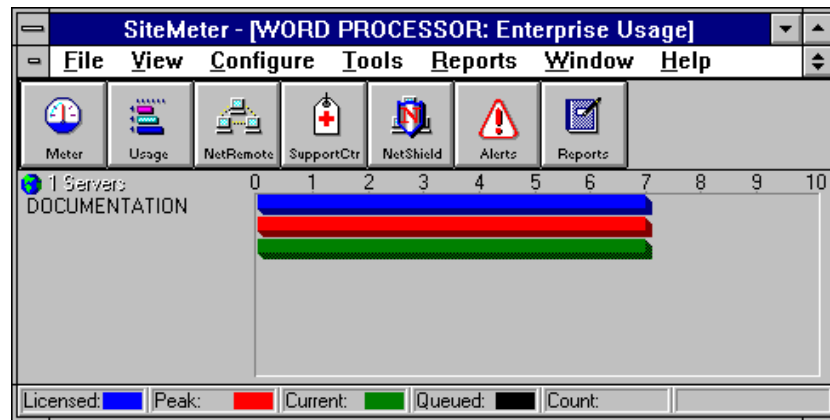 SiteMeter - [WORD PROCESSOR: Enterprise Usage]
File View Configure Tools Reports Window Help
Meter Usage NetRemote SupportCtr NetShield Alerts Reports
1 Servers 0 1 2 3 4 5 6 7 8 9 10
DOCUMENTATION
Licensed: Peak: Current: Queued: Count: